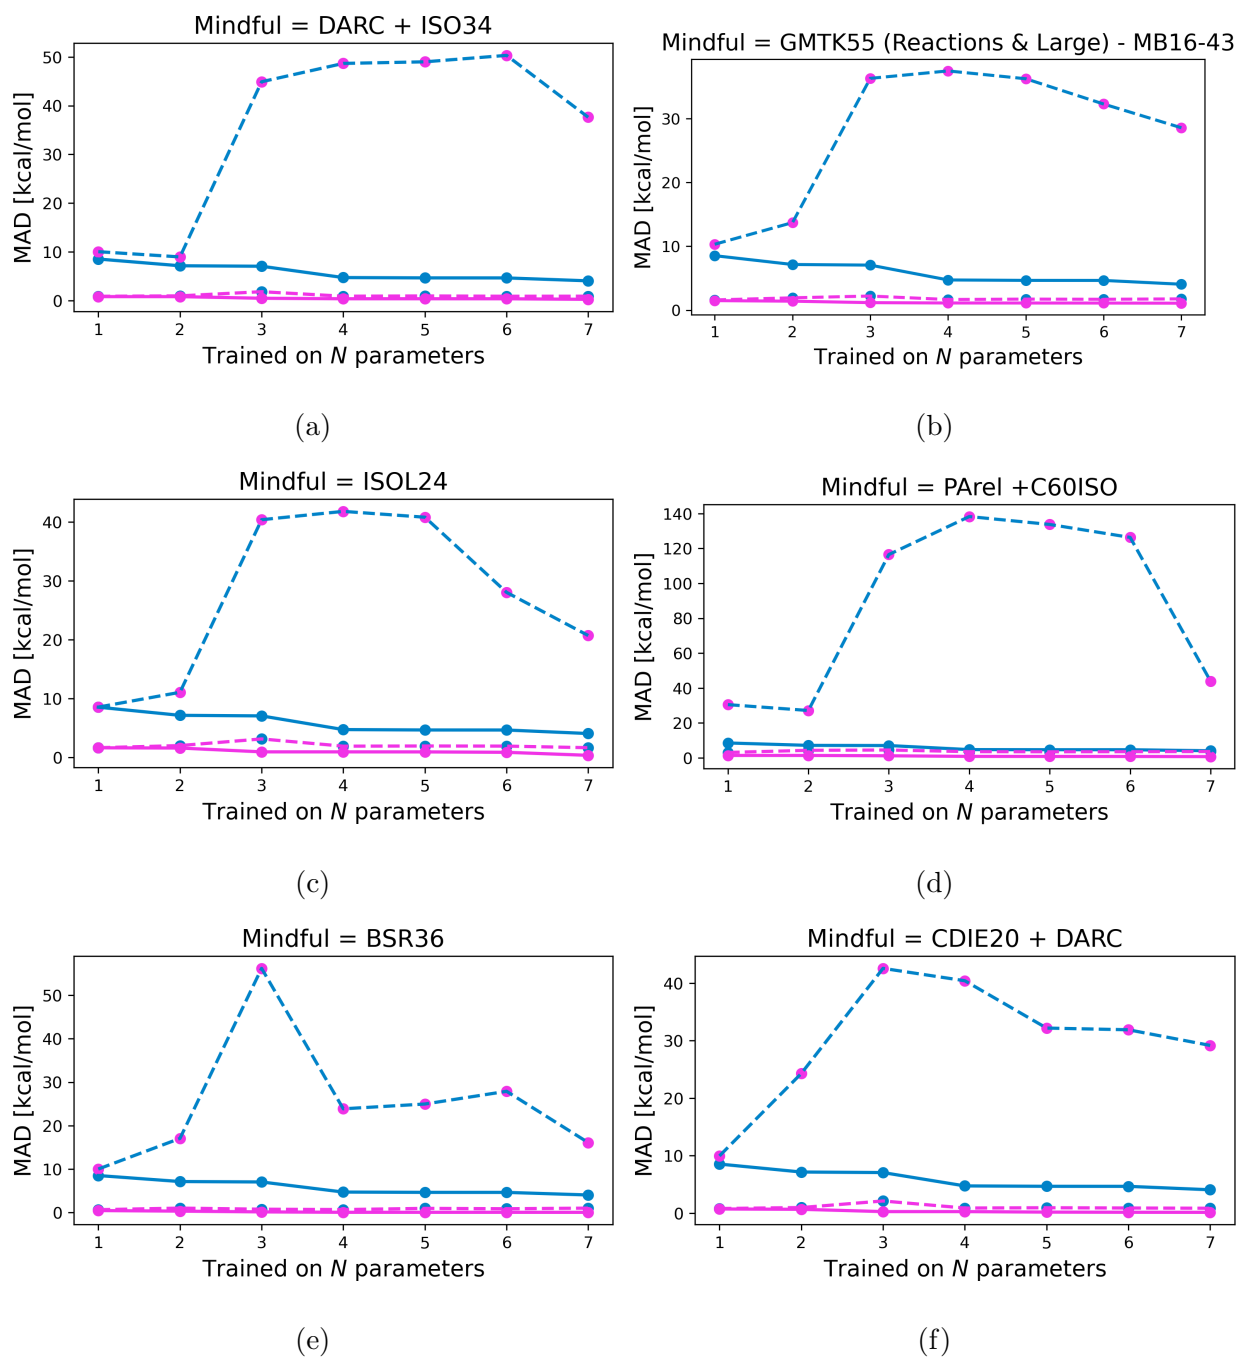 Mindful = DARC + ISO34
MAD [kcal/mol]
50
40
30
20
10
0
1 2 3 4 5 6 7
Trained on N parameters
(a)
Mindful = GMTK55 (Reactions & Large) - MB16-43
MAD [kcal/mol]
30
20
10
0
1 2 3 4 5 6 7
Trained on N parameters
(b)
Mindful = ISOL24
MAD [kcal/mol]
40
30
20
10
0
1 2 3 4 5 6 7
Trained on N parameters
(c)
Mindful = PArel +C60ISO
MAD [kcal/mol]
140
120
100
80
60
40
20
0
1 2 3 4 5 6 7
Trained on N parameters
(d)
Mindful = BSR36
MAD [kcal/mol]
50
40
30
20
10
0
1 2 3 4 5 6 7
Trained on N parameters
(e)
Mindful = CDIE20 + DARC
MAD [kcal/mol]
40
30
20
10
0
1 2 3 4 5 6 7
Trained on N parameters
(f)